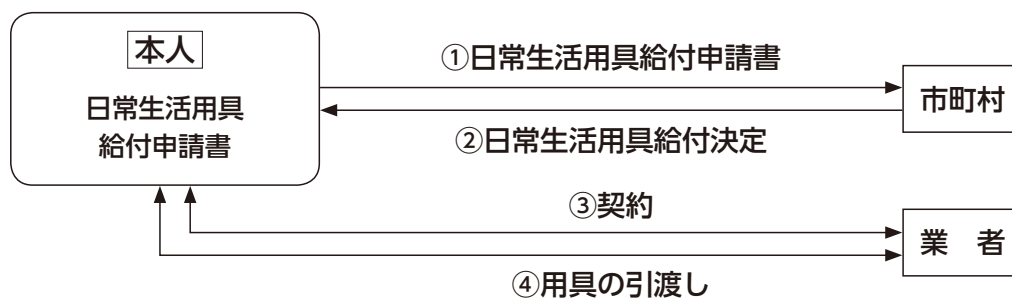 本人
日常生活用具
給付申請書
①日常生活用具給付申請書
市町村
②日常生活用具給付決定
③契約
業　者
④用具の引渡し